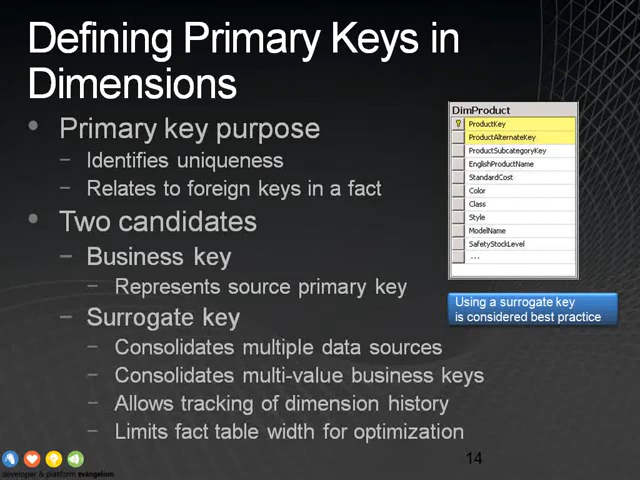 Defining Primary Keys in
Dimensions
• Primary key purpose
– Identifies uniqueness
– Relates to foreign keys in a fact
• Two candidates
– Business key
– Represents source primary key
– Surrogate key
– Consolidates multiple data sources
– Consolidates multi-value business keys
– Allows tracking of dimension history
– Limits fact table width for optimization
DimProduct
ProductKey
ProductAlternateKey
ProductSubcategoryKey
EnglishProductName
StandardCost
Color
Class
Style
ModelName
SafetyStockLevel
...
Using a surrogate key
is considered best practice
14
developer & platform evangelism